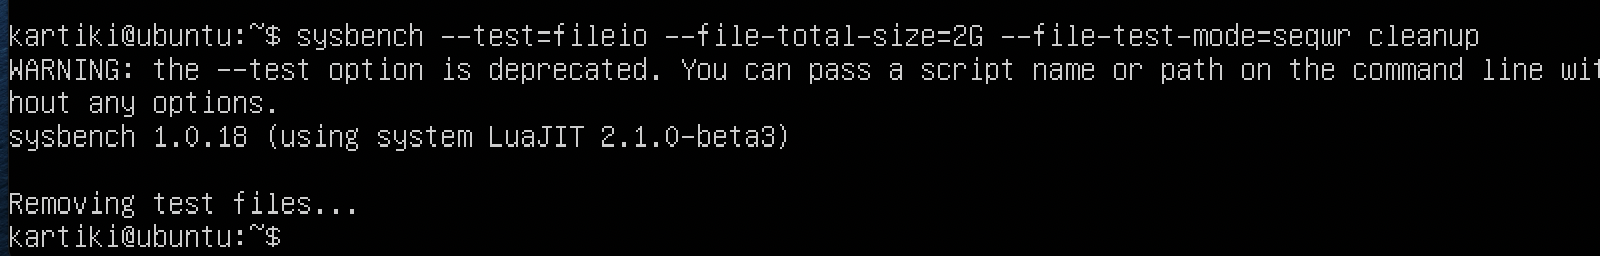 kartiki@ubuntu:~$ sysbench --test=fileio --file-total-size=2G --file-test-mode=seqwr cleanup
WARNING: the --test option is deprecated. You can pass a script name or path on the command line wit
hout any options.
sysbench 1.0.18 (using system LuaJIT 2.1.0-beta3)
Removing test files...
kartiki@ubuntu:~$